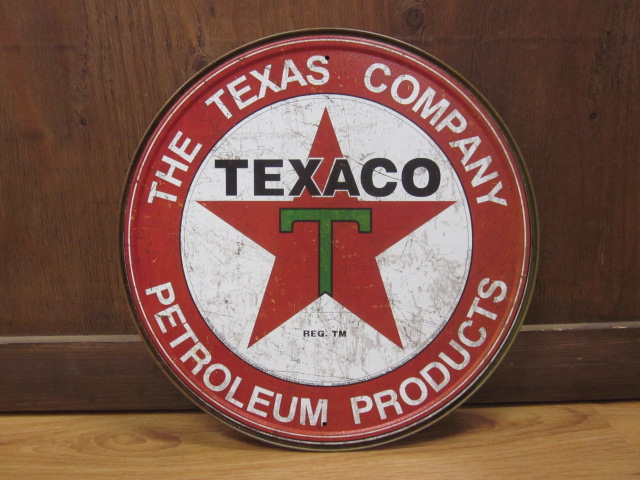 THE TEXAS COMPANY
TEXACO
T
REG. TM
PETROLEUM PRODUCTS